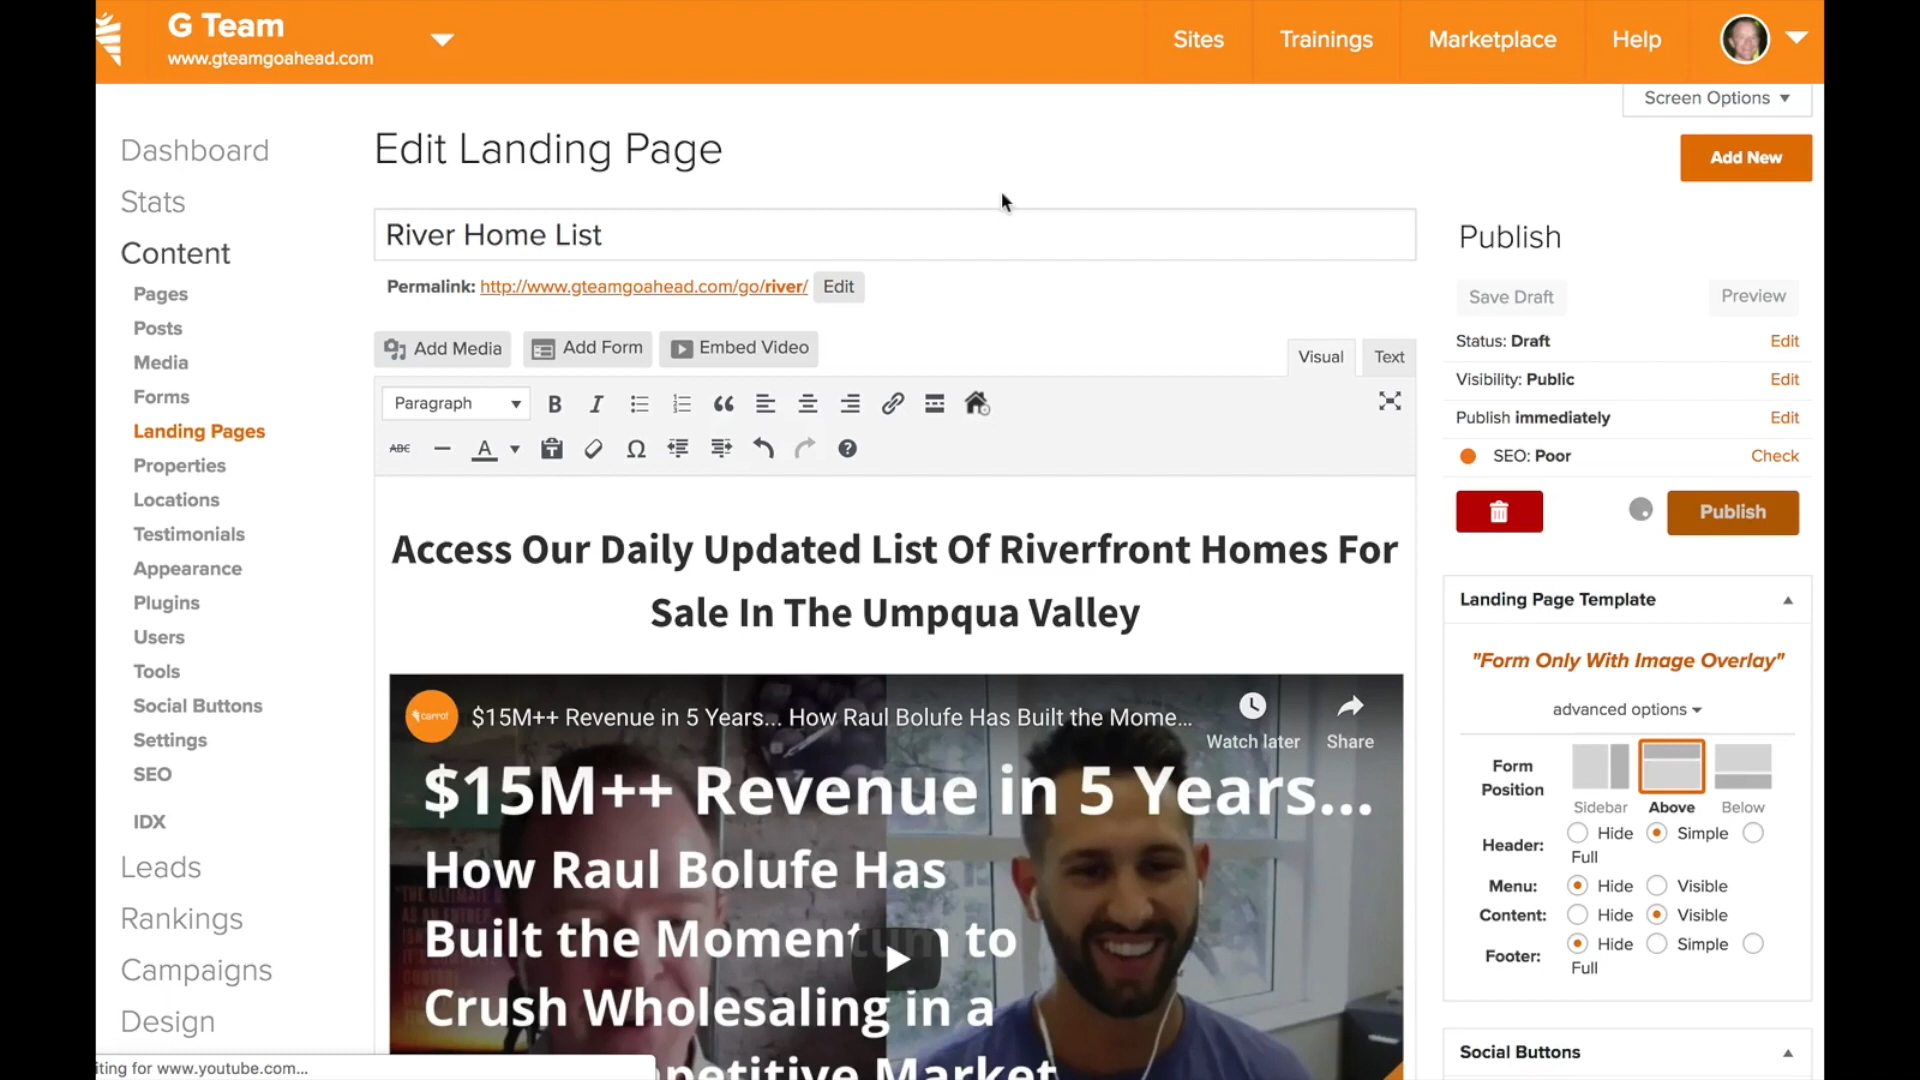 G Team
www.gteamgoahead.com
Sites
Trainings
Marketplace
Help
Screen Options
Dashboard
Stats
Content
Pages
Posts
Media
Forms
Landing Pages
Properties
Locations
Testimonials
Appearance
Plugins
Users
Tools
Social Buttons
Settings
SEO
IDX
Leads
Rankings
Campaigns
Design
iting for www.youtube.com...
Edit Landing Page
Add New
River Home List
Permalink: http://www.gteamgoahead.com/go/river/ Edit
Add Media
Add Form
Embed Video
Visual
Text
Paragraph
B I
ABC
A
Access Our Daily Updated List Of Riverfront Homes For
Sale In The Umpqua Valley
carrot
$15M++ Revenue in 5 Years... How Raul Bolufe Has Built the Mome...
Watch later
Share
$15M++ Revenue in 5 Years...
How Raul Bolufe Has
Built the Momentum to
Crush Wholesaling in a
petitive Market
Publish
Save Draft
Preview
Status: Draft Edit
Visibility: Public Edit
Publish immediately Edit
SEO: Poor Check
Publish
Landing Page Template
"Form Only With Image Overlay"
advanced options
Form
Position
Sidebar
Above
Below
Header: Hide Simple
Full
Menu: Hide Visible
Content: Hide Visible
Footer: Hide Simple
Full
Social Buttons